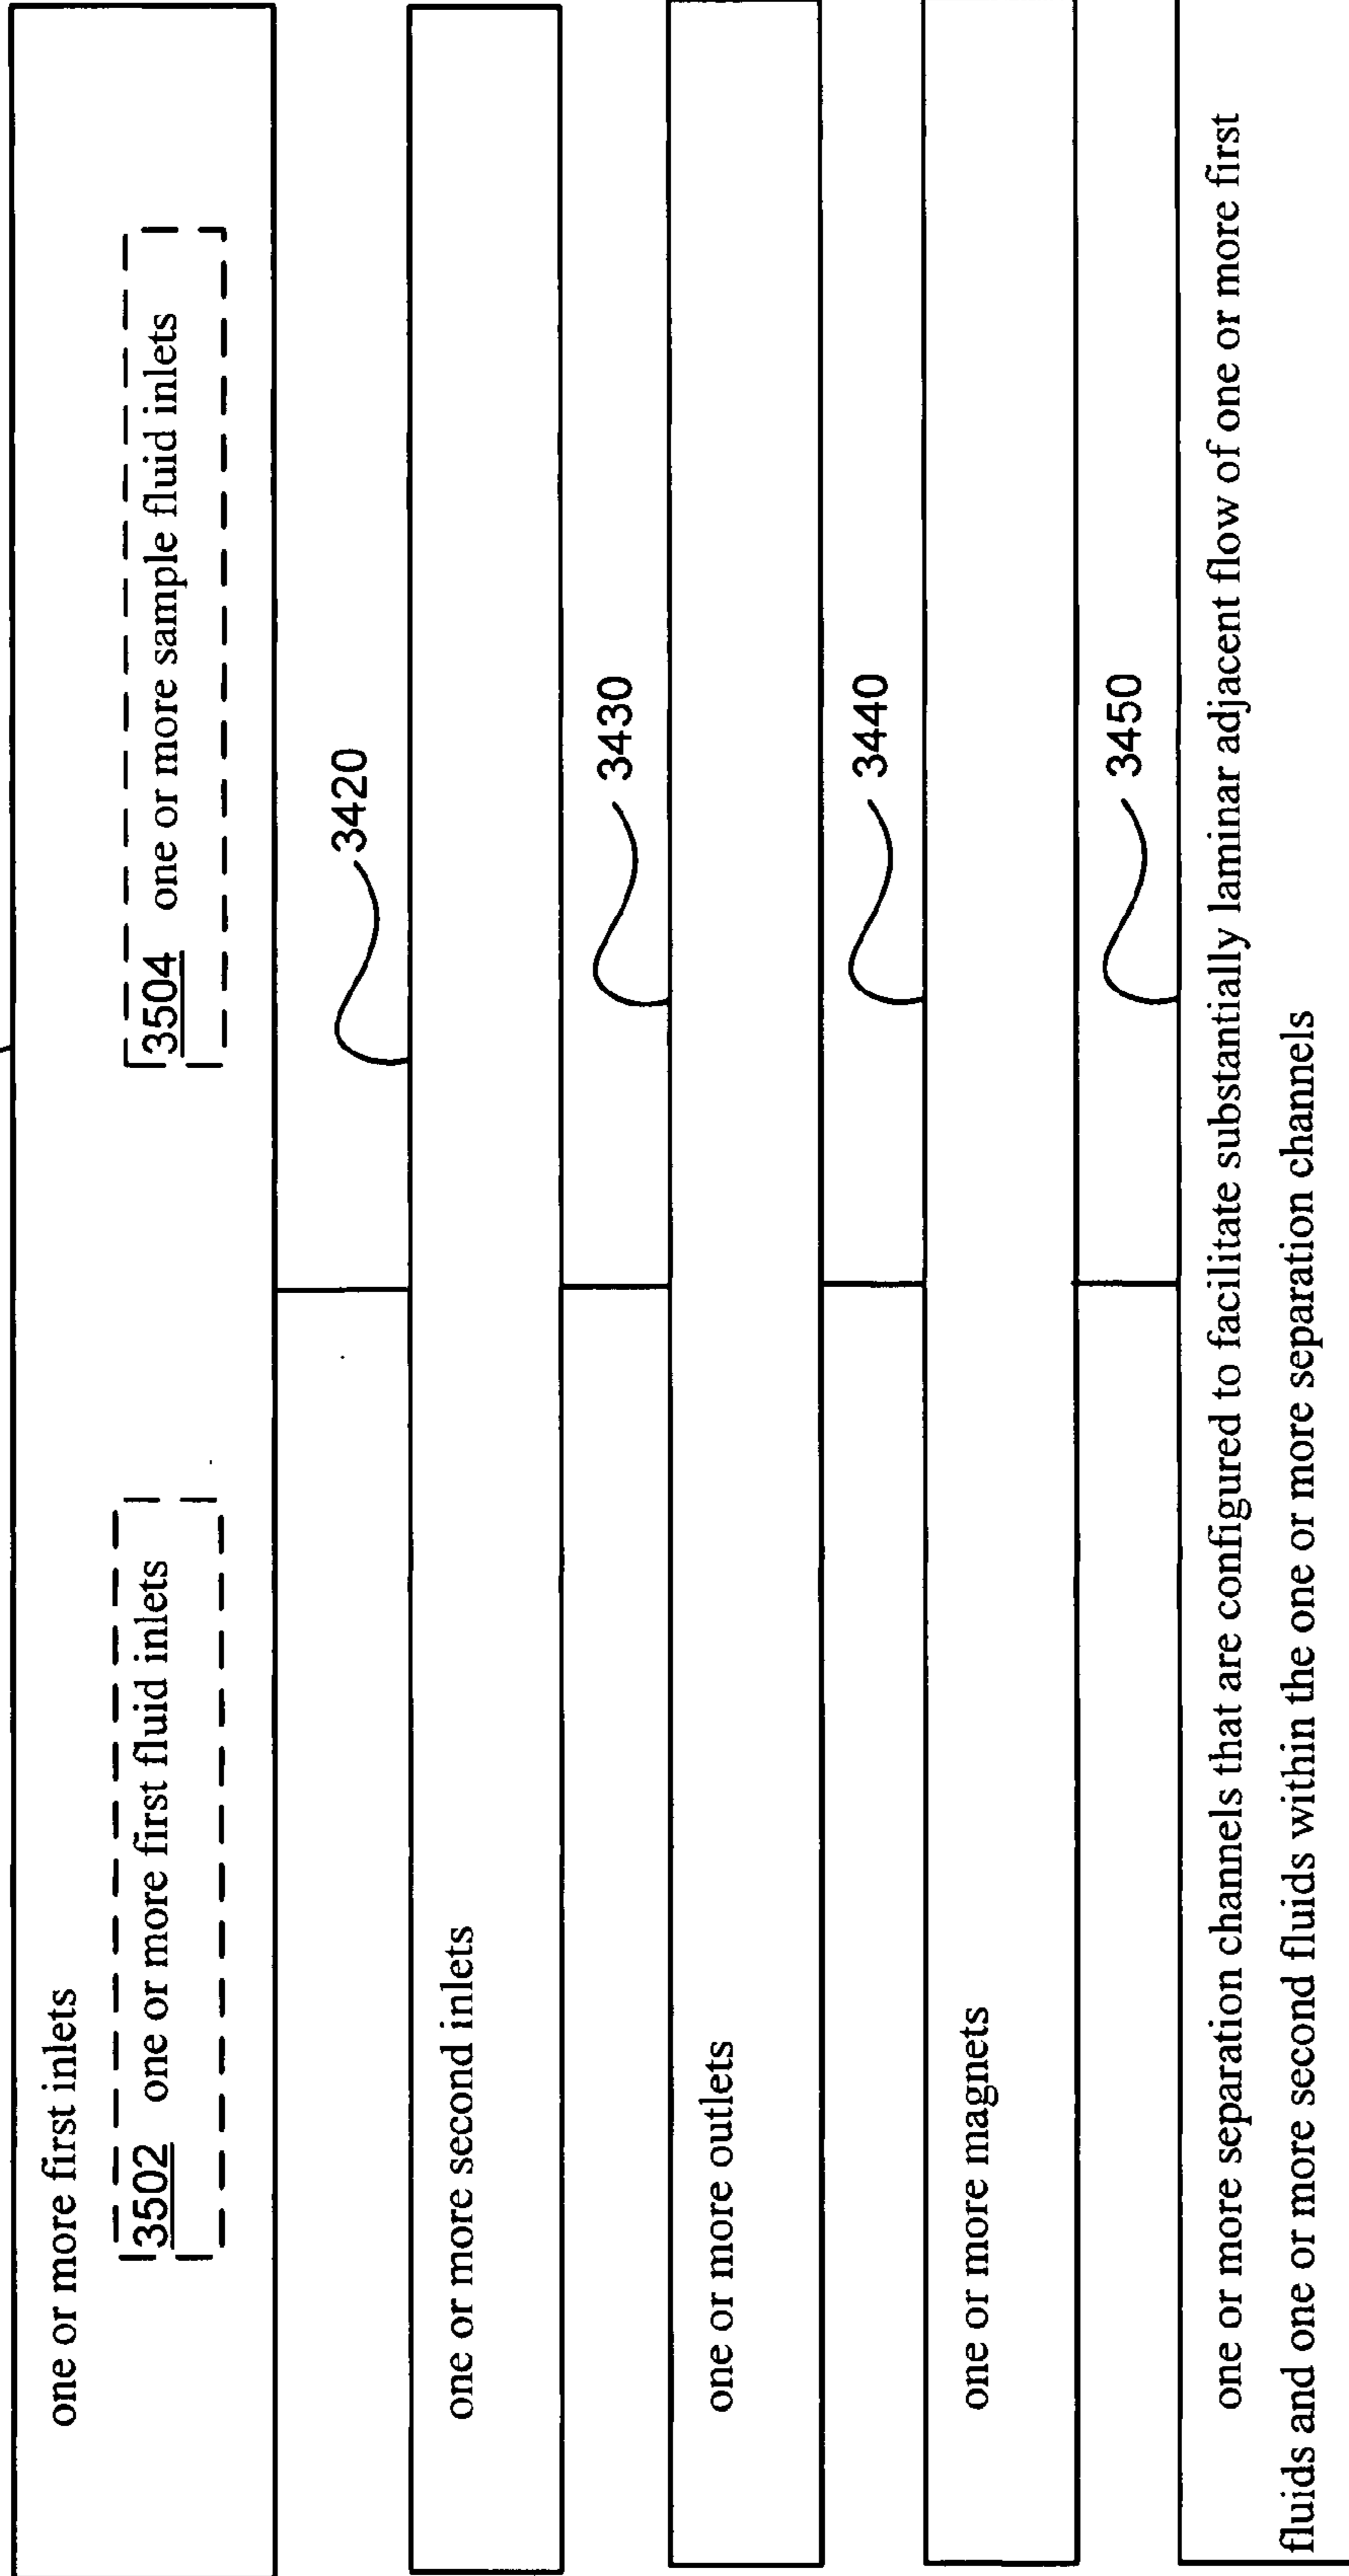 one or more first inlets
3502 one or more first fluid inlets
3504 one or more sample fluid inlets
3420
one or more second inlets
3430
one or more outlets
3440
one or more magnets
3450
one or more separation channels that are configured to facilitate substantially laminar adjacent flow of one or more first
fluids and one or more second fluids within the one or more separation channels